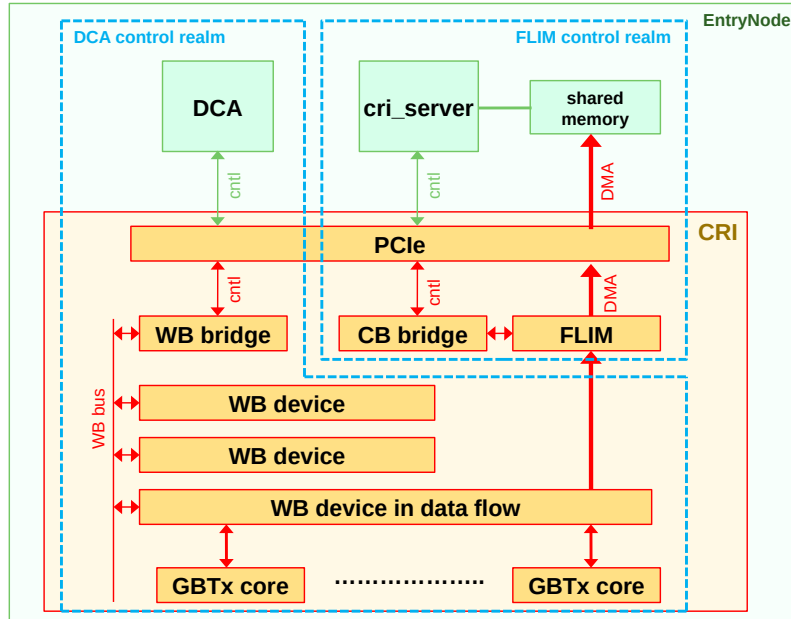 EntryNode
DCA control realm
FLIM control realm
DCA
cri_server
shared
memory
cntl
cntl
DMA
CRI
PCIe
cntl
cntl
DMA
WB bridge
CB bridge
FLIM
WB bus
WB device
WB device
WB device in data flow
GBTx core
………………..
GBTx core